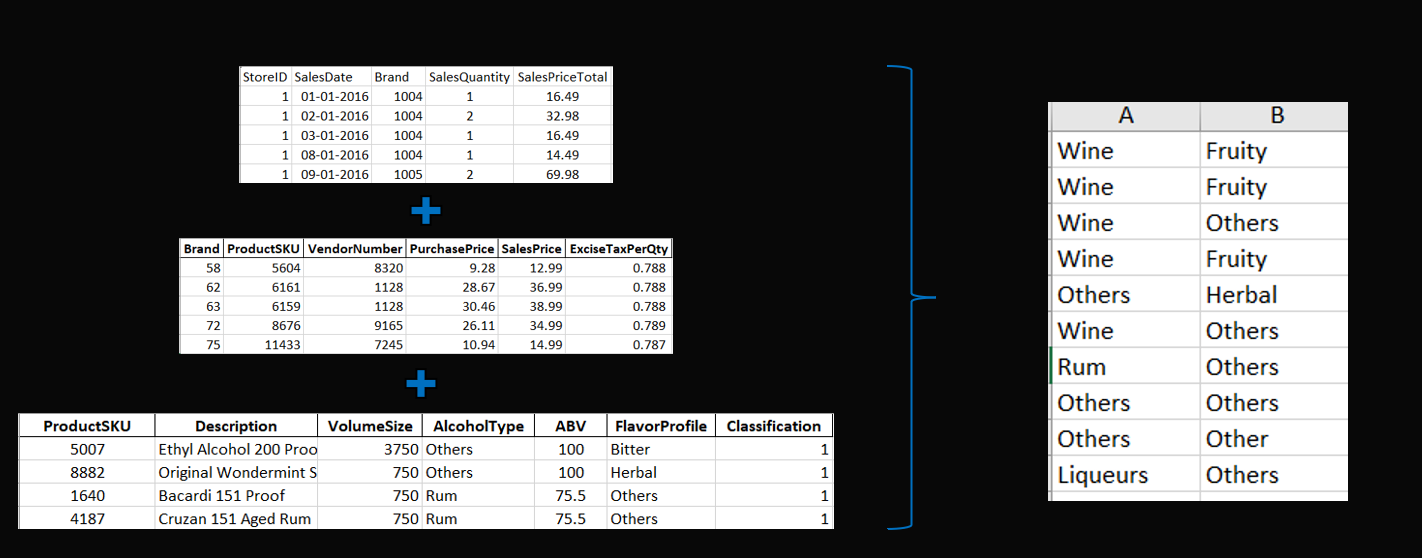 StoreID SalesDate Brand SalesQuantity SalesPriceTotal
1 01-01-2016 1004 1 16.49
1 02-01-2016 1004 2 32.98
1 03-01-2016 1004 1 16.49
1 08-01-2016 1004 1 14.49
1 09-01-2016 1005 2 69.98
Brand ProductSKU VendorNumber PurchasePrice SalesPrice ExciseTaxPerQty
58 5604 8320 9.28 12.99 0.788
62 6161 1128 28.67 36.99 0.788
63 6159 1128 30.46 38.99 0.788
72 8676 9165 26.11 34.99 0.789
75 11433 7245 10.94 14.99 0.787
ProductSKU Description VolumeSize AlcoholType ABV FlavorProfile Classification
5007 Ethyl Alcohol 200 Proo 3750 Others 100 Bitter 1
8882 Original Wondermint S 750 Others 100 Herbal 1
1640 Bacardi 151 Proof 750 Rum 75.5 Others 1
4187 Cruzan 151 Aged Rum 750 Rum 75.5 Others 1
A B
Wine Fruity
Wine Fruity
Wine Others
Wine Fruity
Others Herbal
Wine Others
Rum Others
Others Others
Others Other
Liqueurs Others